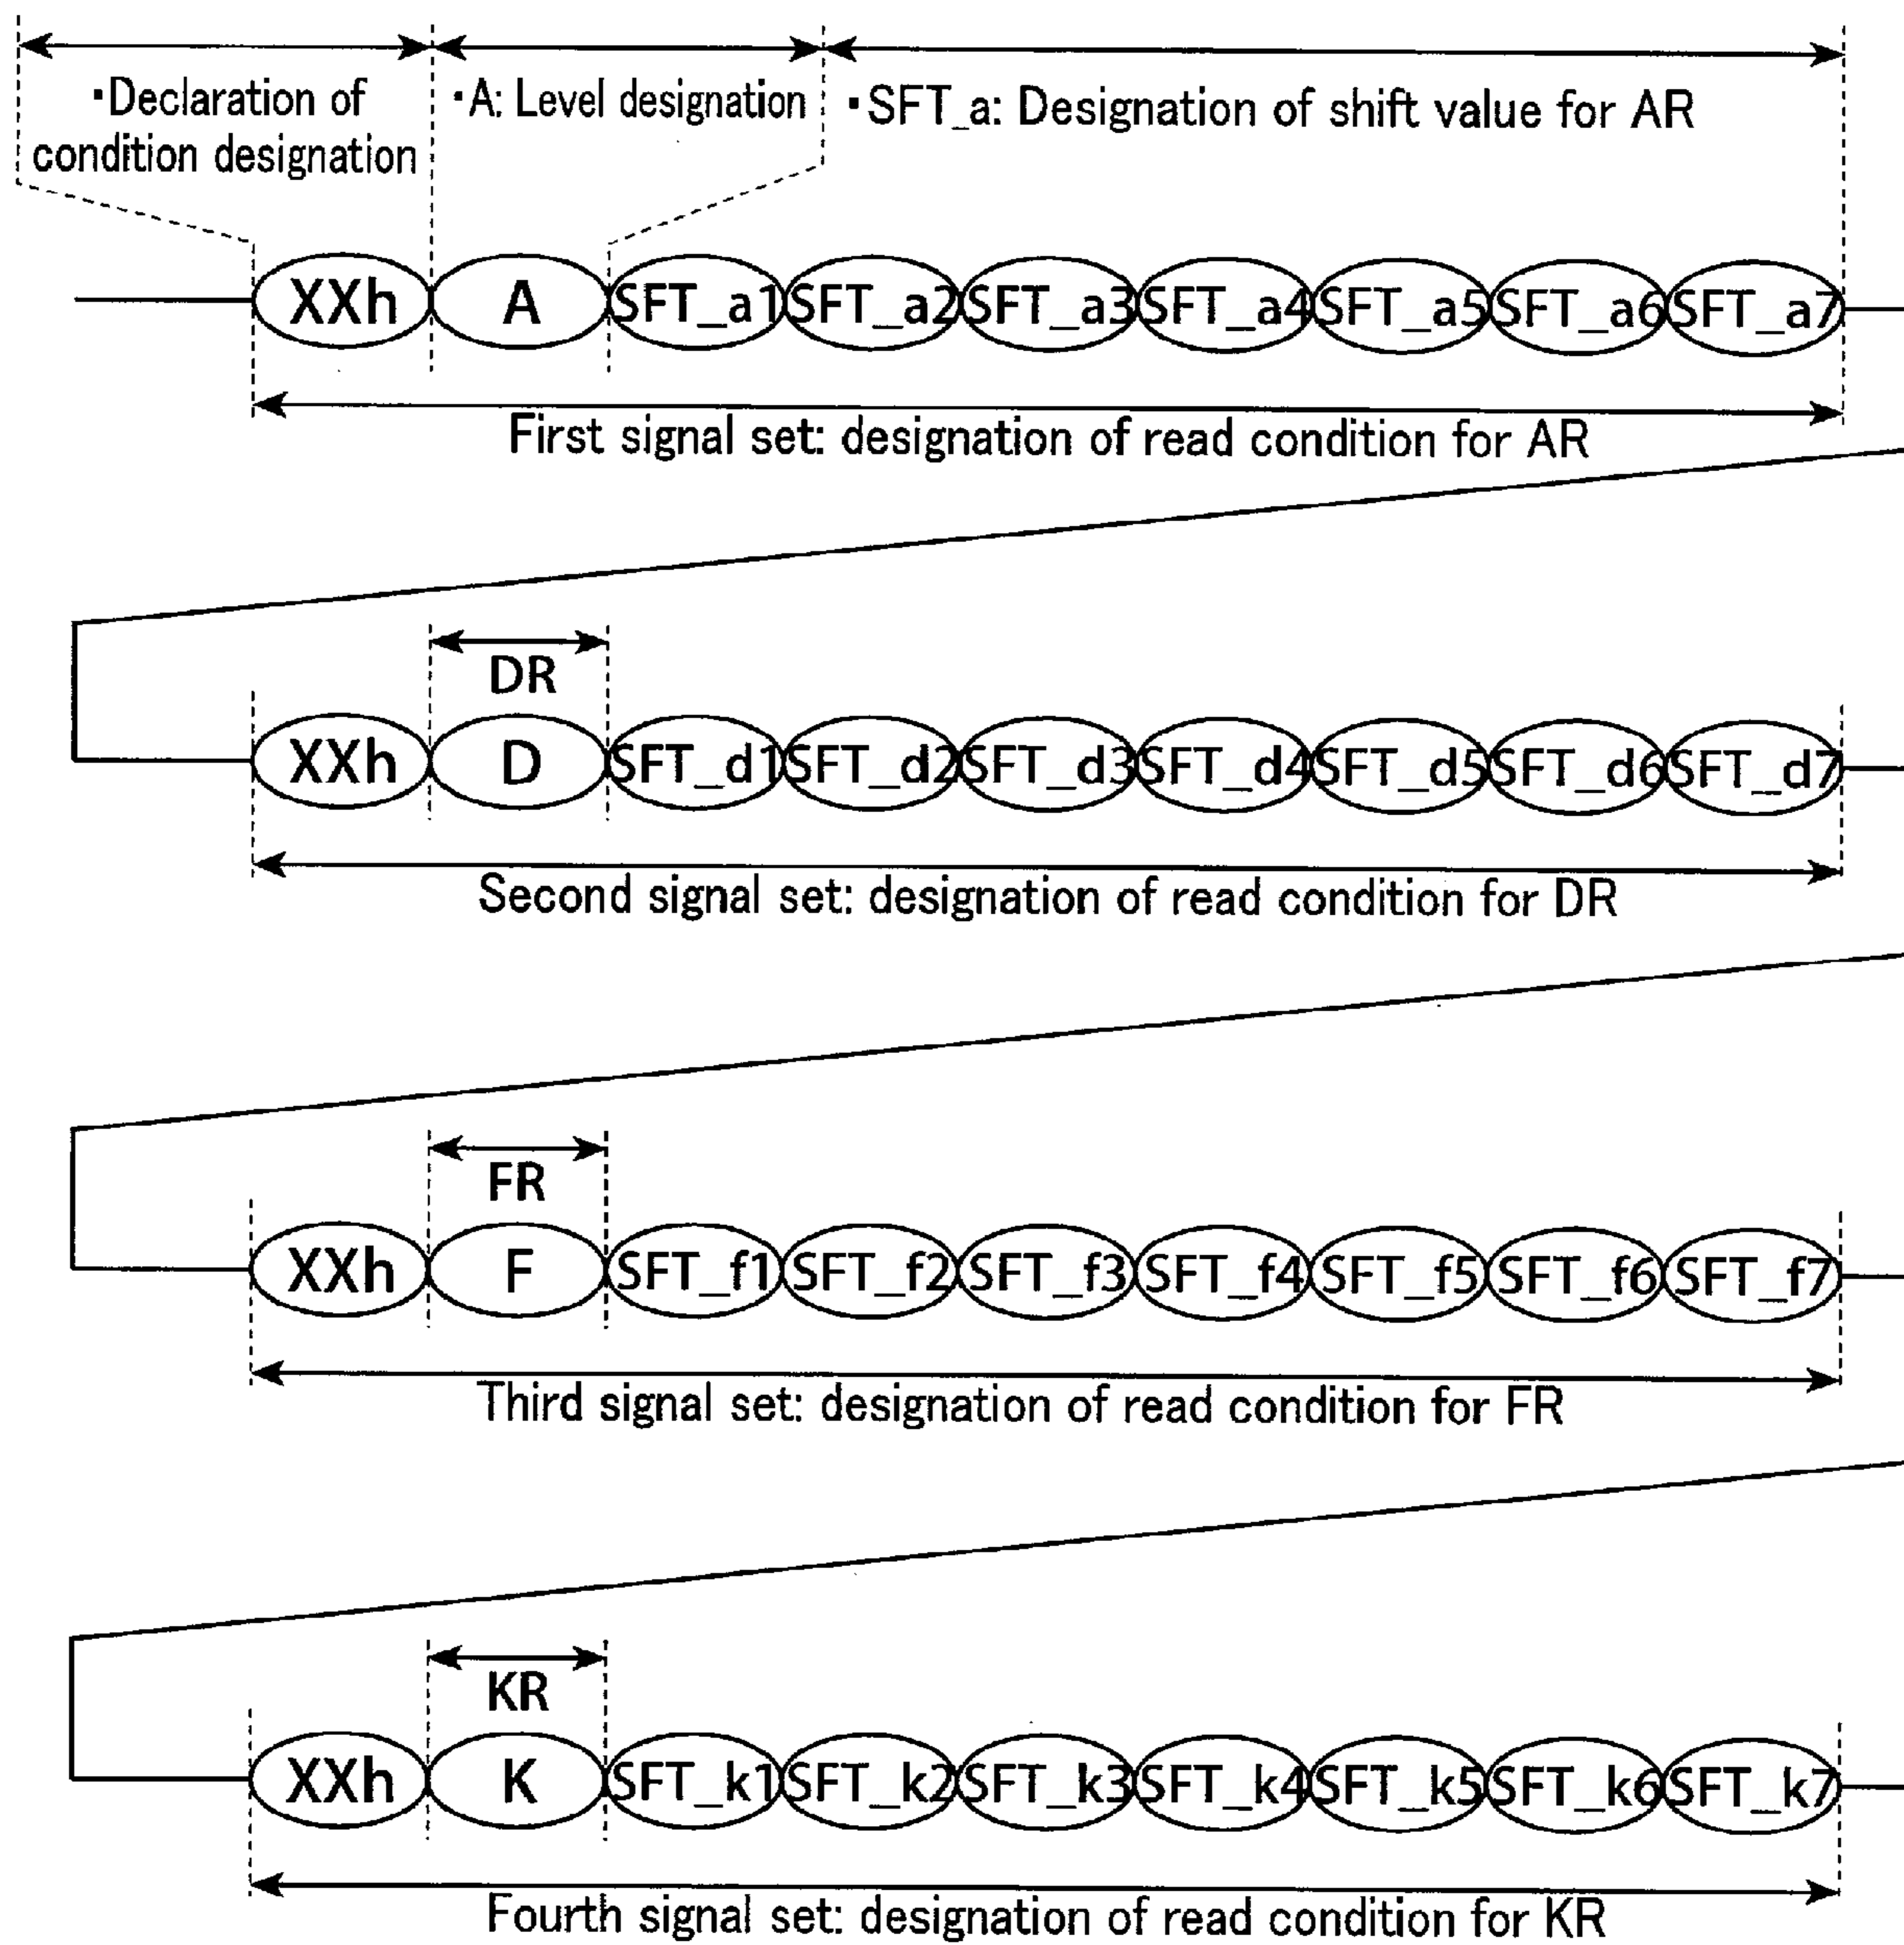 ・Declaration of
condition designation
・A: Level designation
・SFT_a: Designation of shift value for AR
XXh A SFT_a1 SFT_a2 SFT_a3 SFT_a4 SFT_a5 SFT_a6 SFT_a7
First signal set: designation of read condition for AR
DR
XXh D SFT_d1 SFT_d2 SFT_d3 SFT_d4 SFT_d5 SFT_d6 SFT_d7
Second signal set: designation of read condition for DR
FR
XXh F SFT_f1 SFT_f2 SFT_f3 SFT_f4 SFT_f5 SFT_f6 SFT_f7
Third signal set: designation of read condition for FR
KR
XXh K SFT_k1 SFT_k2 SFT_k3 SFT_k4 SFT_k5 SFT_k6 SFT_k7
Fourth signal set: designation of read condition for KR